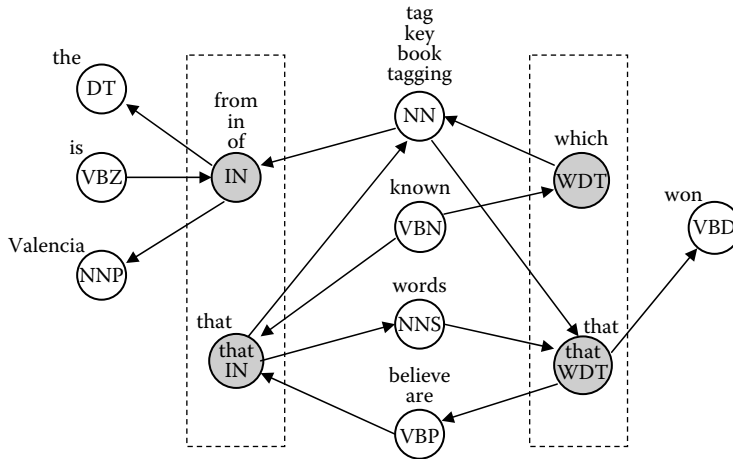 tag
key
book
tagging
NN
the
DT
from
in
of
IN
which
WDT
is
VBZ
known
VBN
won
VBD
Valencia
NNP
words
NNS
that
that
IN
that
that
WDT
believe
are
VBP